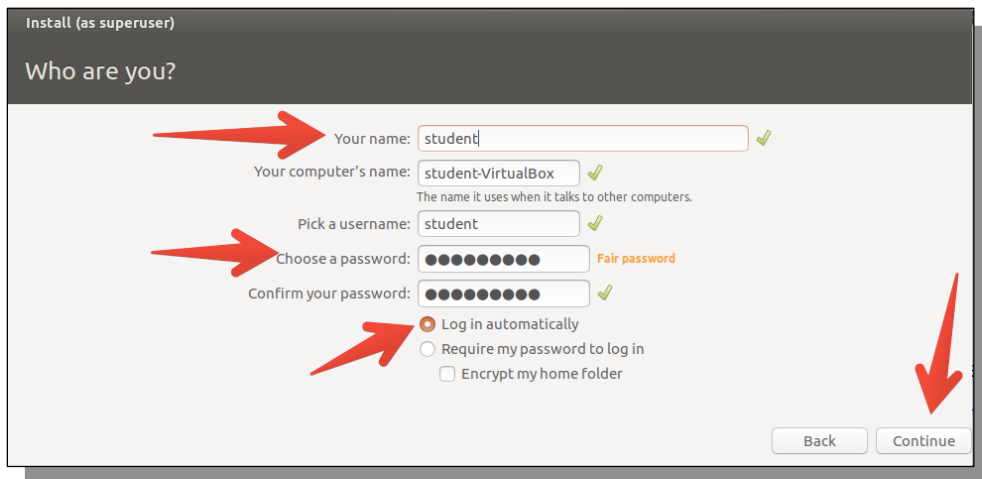 Install (as superuser)
Who are you?
Your name: student
Your computer's name: student-VirtualBox
The name it uses when it talks to other computers.
Pick a username: student
Choose a password: ●●●●●●●●● Fair password
Confirm your password: ●●●●●●●●●
Log in automatically
Require my password to log in
Encrypt my home folder
Back Continue